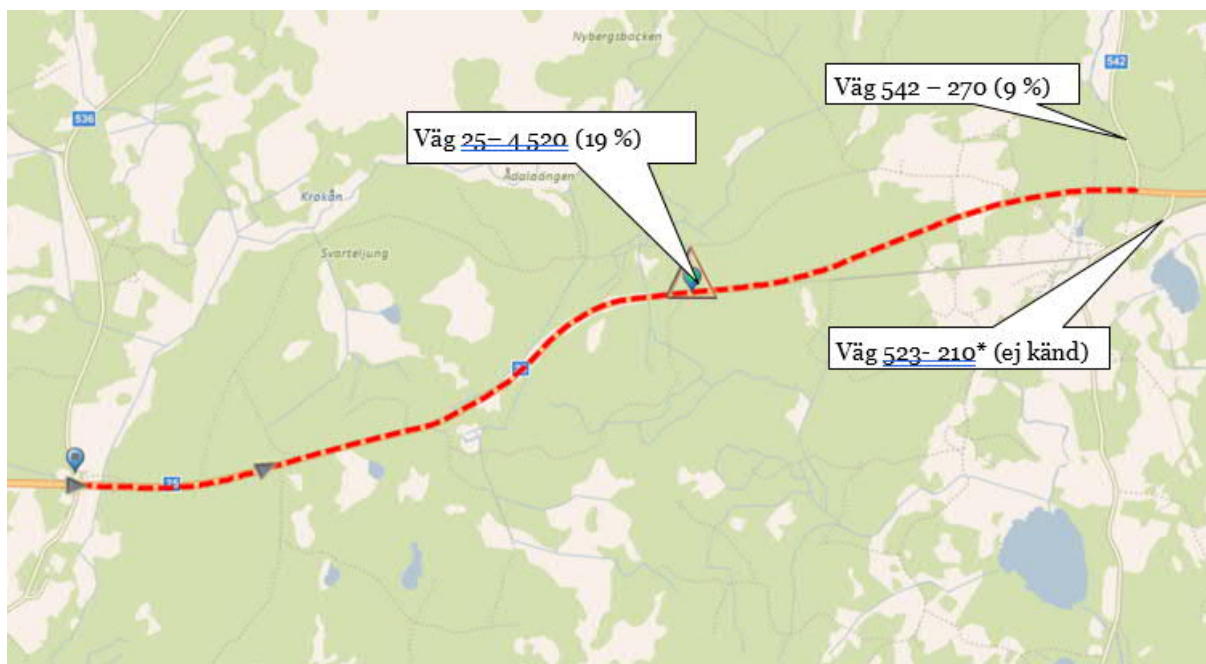 Nybergsbacken
542
Väg 542 – 270 (9 %)
536
Väg 25– 4 520 (19 %)
Ådalaängen
Krokån
Svarteljung
Väg 523- 210* (ej känd)
25
25